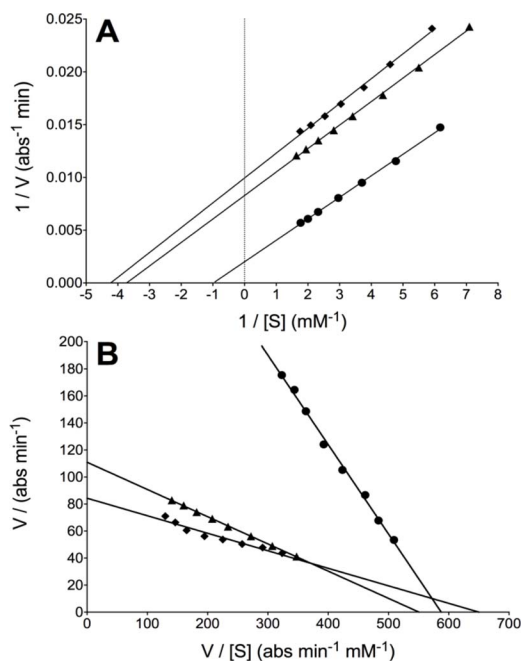 A
0.025
0.020
0.015
0.010
0.005
0.000
1 / V (abs⁻¹ min)
-5 -4 -3 -2 -1 0 1 2 3 4 5 6 7 8
1 / [S] (mM⁻¹)
B
200
180
160
140
120
100
80
60
40
20
0
V / (abs min⁻¹)
0 100 200 300 400 500 600 700
V / [S] (abs min⁻¹ mM⁻¹)